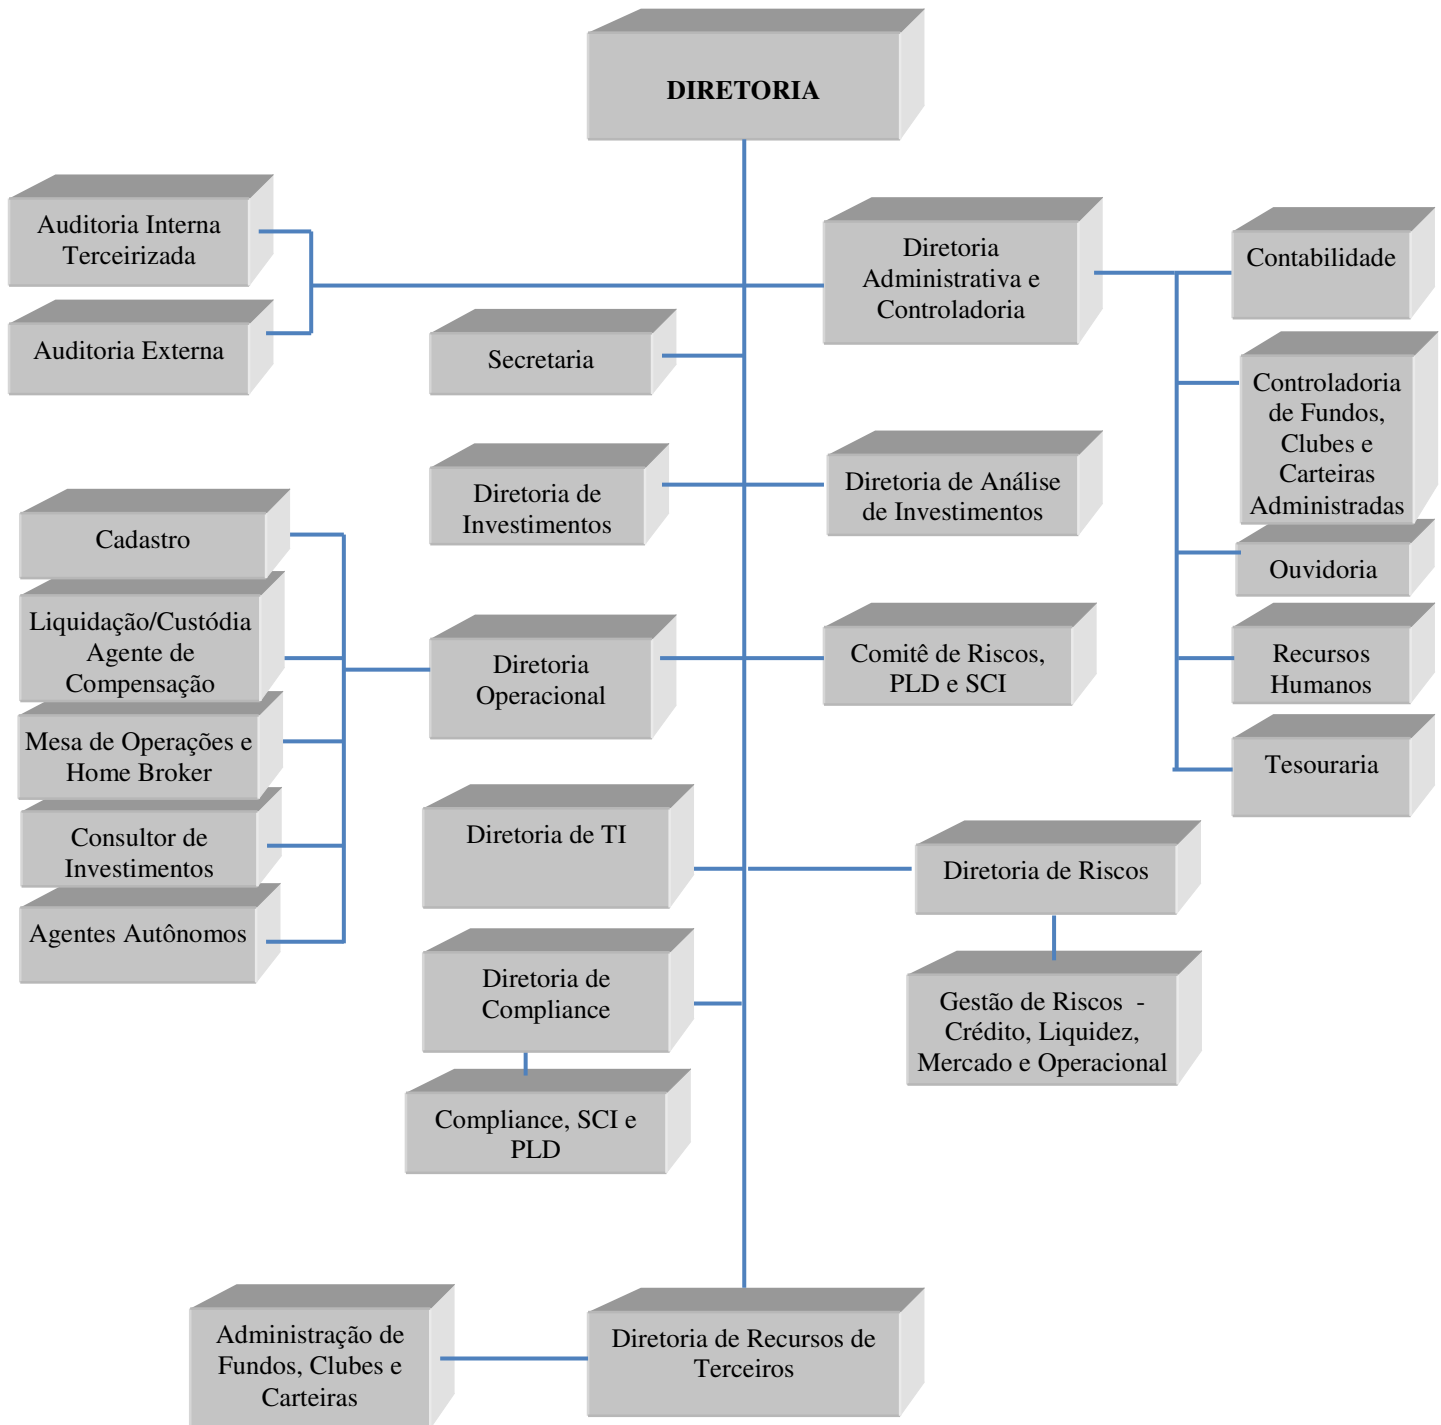 DIRETORIA
Auditoria Interna
Terceirizada
Auditoria Externa
Secretaria
Diretoria
Administrativa e
Controladoria
Contabilidade
Controladoria
de Fundos,
Clubes e
Carteiras
Administradas
Ouvidoria
Recursos
Humanos
Tesouraria
Diretoria de
Investimentos
Diretoria de Análise
de Investimentos
Cadastro
Liquidação/Custódia
Agente de
Compensação
Mesa de Operações e
Home Broker
Consultor de
Investimentos
Agentes Autônomos
Diretoria
Operacional
Comitê de Riscos,
PLD e SCI
Diretoria de TI
Diretoria de Riscos
Diretoria de
Compliance
Gestão de Riscos  -
Crédito, Liquidez,
Mercado e Operacional
Compliance, SCI e
PLD
Administração de
Fundos, Clubes e
Carteiras
Diretoria de Recursos de
Terceiros